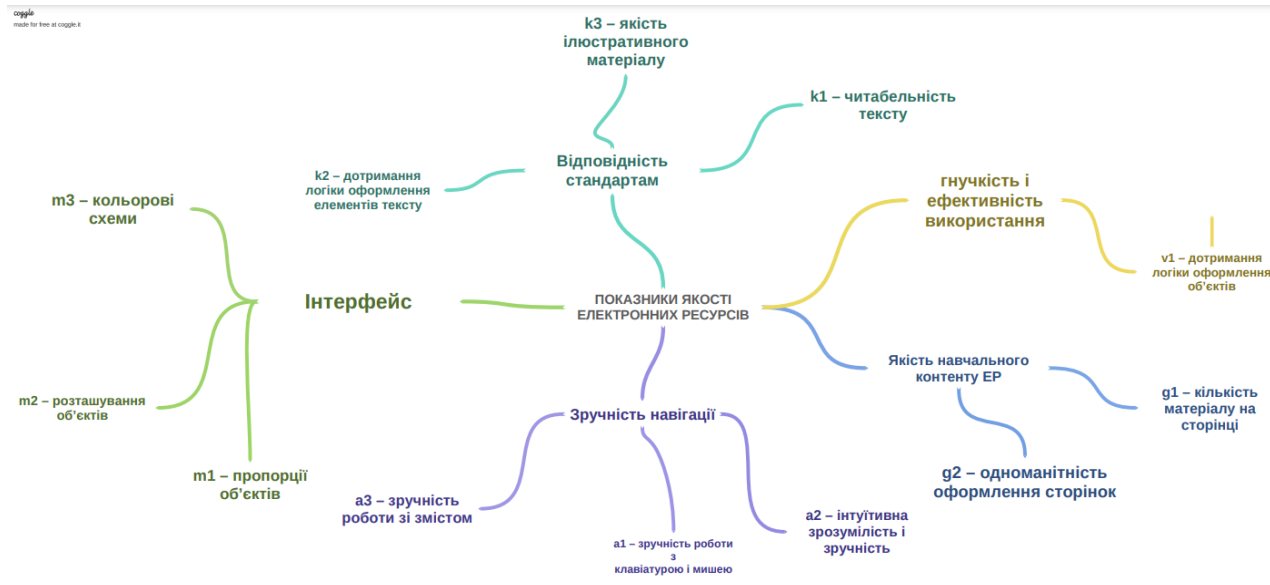 coggle
made for free at coggle.it
k3 – якість
ілюстративного
матеріалу
k1 – читабельність
тексту
Відповідність
стандартам
k2 – дотримання
логіки оформлення
елементів тексту
гнучкість і
ефективність
використання
m3 – кольорові
схеми
v1 – дотримання
логіки оформлення
об'єктів
Інтерфейс
ПОКАЗНИКИ ЯКОСТІ
ЕЛЕКТРОННИХ РЕСУРСІВ
Якість навчального
контенту ЕР
m2 – розташування
об'єктів
g1 – кількість
матеріалу на
сторінці
Зручність навігації
m1 – пропорції
об'єктів
g2 – одноманітність
оформлення сторінок
a3 – зручність
роботи зі змістом
a2 – інтуїтивна
зрозумілість і
зручність
a1 – зручність роботи
з
клавіатурою і мишею